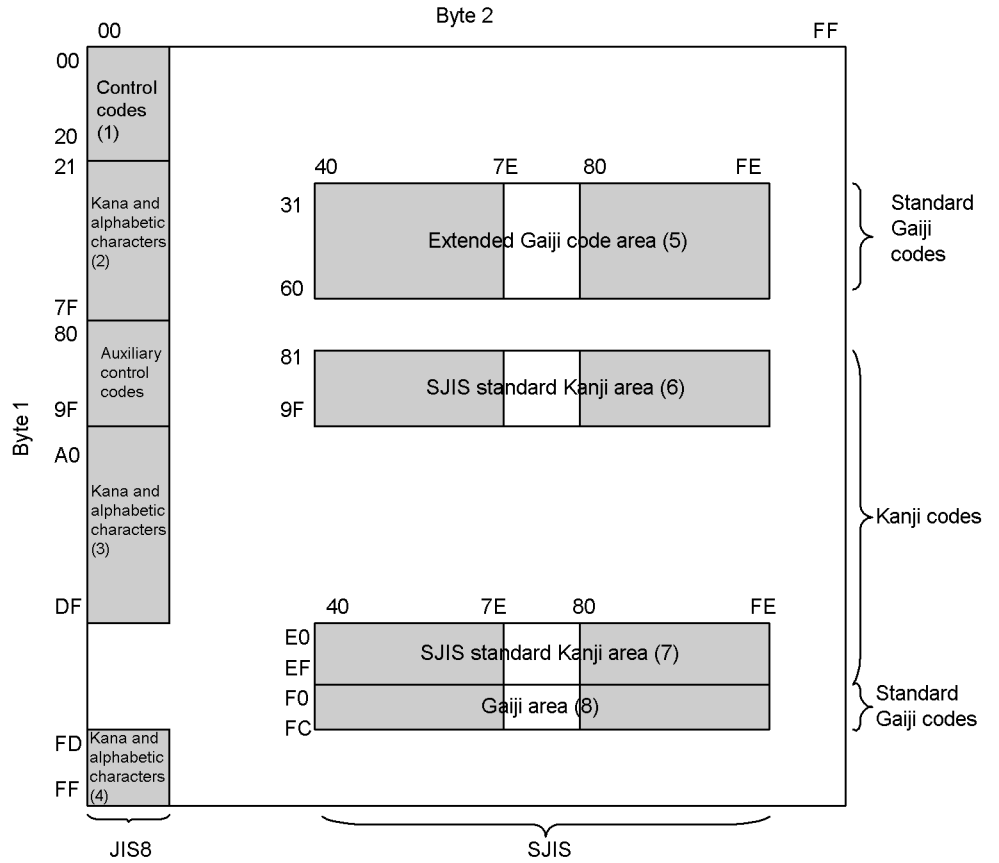 Byte 2
00 FF
00
Control
codes
(1)
20
21
Kana and
alphabetic
characters
(2)
7F
80
Auxiliary
control
codes
9F
A0
Kana and
alphabetic
characters
(3)
DF
FD
Kana and
alphabetic
characters
(4)
FF
Byte 1
40 7E 80 FE
31
Extended Gaiji code area (5)
60
Standard
Gaiji
codes
81
SJIS standard Kanji area (6)
9F
Kanji codes
40 7E 80 FE
E0
SJIS standard Kanji area (7)
EF
F0
Gaiji area (8)
FC
Standard
Gaiji codes
JIS8
SJIS